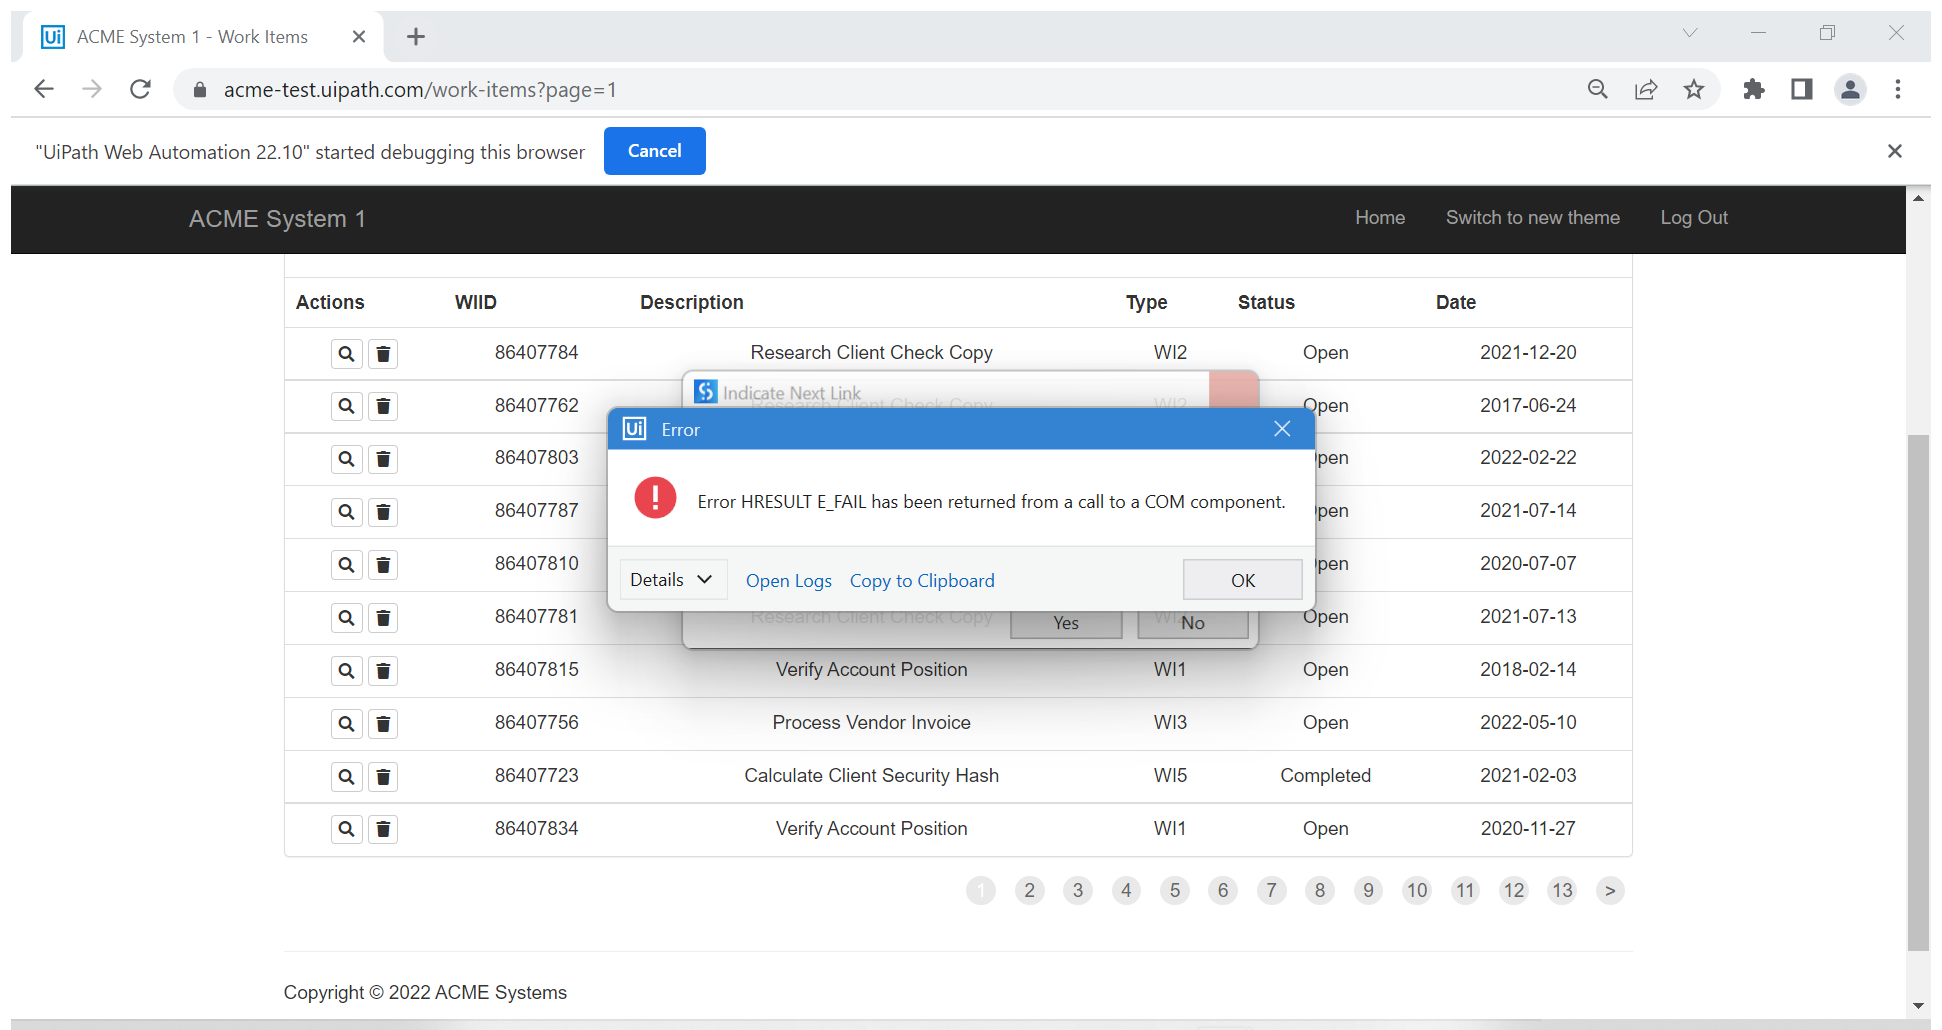 Ui ACME System 1 - Work Items
acme-test.uipath.com/work-items?page=1
"UiPath Web Automation 22.10" started debugging this browser Cancel
ACME System 1 Home Switch to new theme Log Out
Actions WIID Description Type Status Date
86407784 Research Client Check Copy WI2 Open 2021-12-20
Indicate Next Link
86407762 Research Client Check Copy WI2 Open 2017-06-24
Ui Error
86407803 pen 2022-02-22
Error HRESULT E_FAIL has been returned from a call to a COM component.
86407787 pen 2021-07-14
86407810 pen 2020-07-07
Details Open Logs Copy to Clipboard OK
86407781 Research Client Check Copy WI2 Open 2021-07-13
Yes No
86407815 Verify Account Position WI1 Open 2018-02-14
86407756 Process Vendor Invoice WI3 Open 2022-05-10
86407723 Calculate Client Security Hash WI5 Completed 2021-02-03
86407834 Verify Account Position WI1 Open 2020-11-27
1 2 3 4 5 6 7 8 9 10 11 12 13 >
Copyright © 2022 ACME Systems